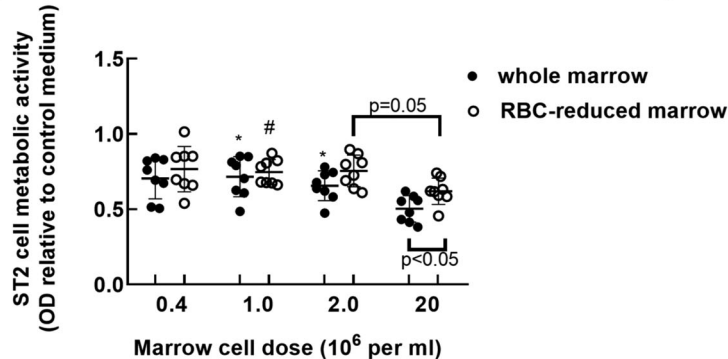 ST2 cell metabolic activity
(OD relative to control medium)
1.5
1.0
0.5
0.0
*
#
*
p=0.05
p<0.05
whole marrow
RBC-reduced marrow
0.4
1.0
2.0
20
Marrow cell dose (10⁶ per ml)